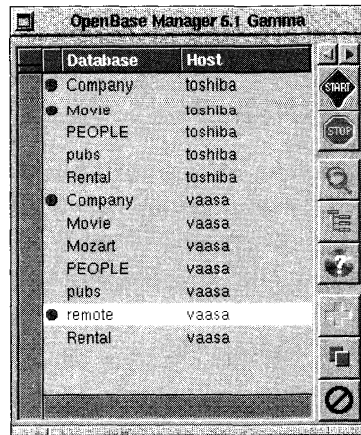 OpenBase Manager 6.1 Gamma
Database Host
Company toshiba
START
Movie toshiba
PEOPLE toshiba
STOP
pubs toshiba
Rental toshiba
Company vaasa
Movie vaasa
Mozart vaasa
PEOPLE vaasa
?
pubs vaasa
remote vaasa
Rental vaasa